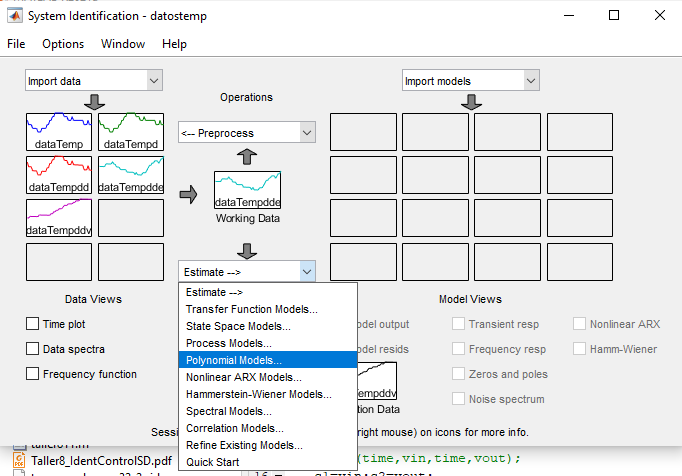 System Identification - datostemp
File Options Window Help
Import data
Operations
Import models
<-- Preprocess
dataTemp
dataTempd
dataTempdd
dataTempdde
dataTempdde
Working Data
dataTempddv
Estimate -->
Estimate -->
Transfer Function Models...
State Space Models...
Process Models...
Polynomial Models...
Nonlinear ARX Models...
Hammerstein-Wiener Models...
Spectral Models...
Correlation Models...
Refine Existing Models...
Quick Start
Data Views
Time plot
Data spectra
Frequency function
Model Views
odel output
Transient resp
Nonlinear ARX
odel resids
Frequency resp
Hamm-Wiener
Zeros and poles
Noise spectrum
empddv
tion Data
Sessi
right mouse) on icons for more info.
Taller8_IdentControlISD.pdf
(time,vin,time,vout);